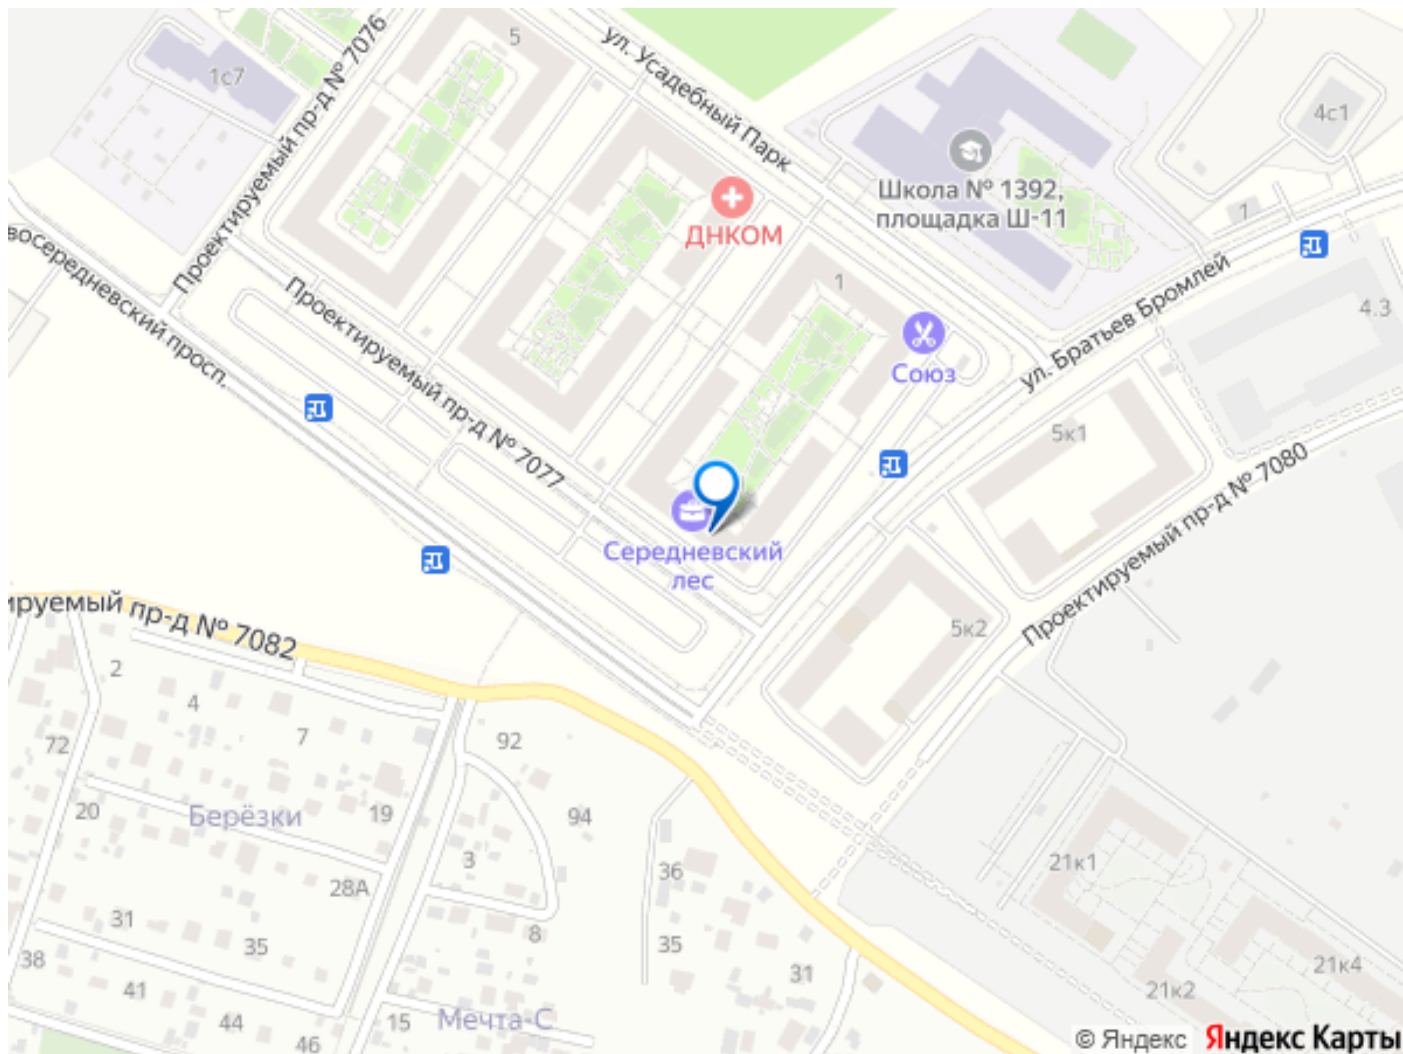 5
ул. Усадебный Парк
1с7
Проектируемый пр-д № 7076
4с1
Школа № 1392,
площадка Ш-11
1
ДНКОМ
ул. Братьев Бромлей
восередневский просп.
Проектируемый пр-д № 7077
1
4.3
Союз
5к1
Проектируемый пр-д № 7080
Середневский
лес
5к2
ируемый пр-д № 7082
2
4
7
72
92
20
Берёзки
19
94
3
36
21к1
28А
31
35
8
35
38
41
31
21к4
21к2
44
15
Мечта-С
46
© Яндекс Яндекс Карты